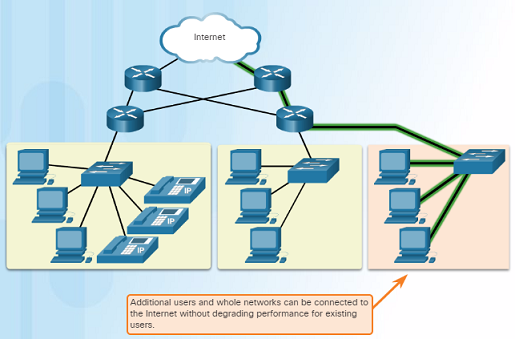 Internet
IP
IP
IP
Additional users and whole networks can be connected to
the Internet without degrading performance for existing
users.